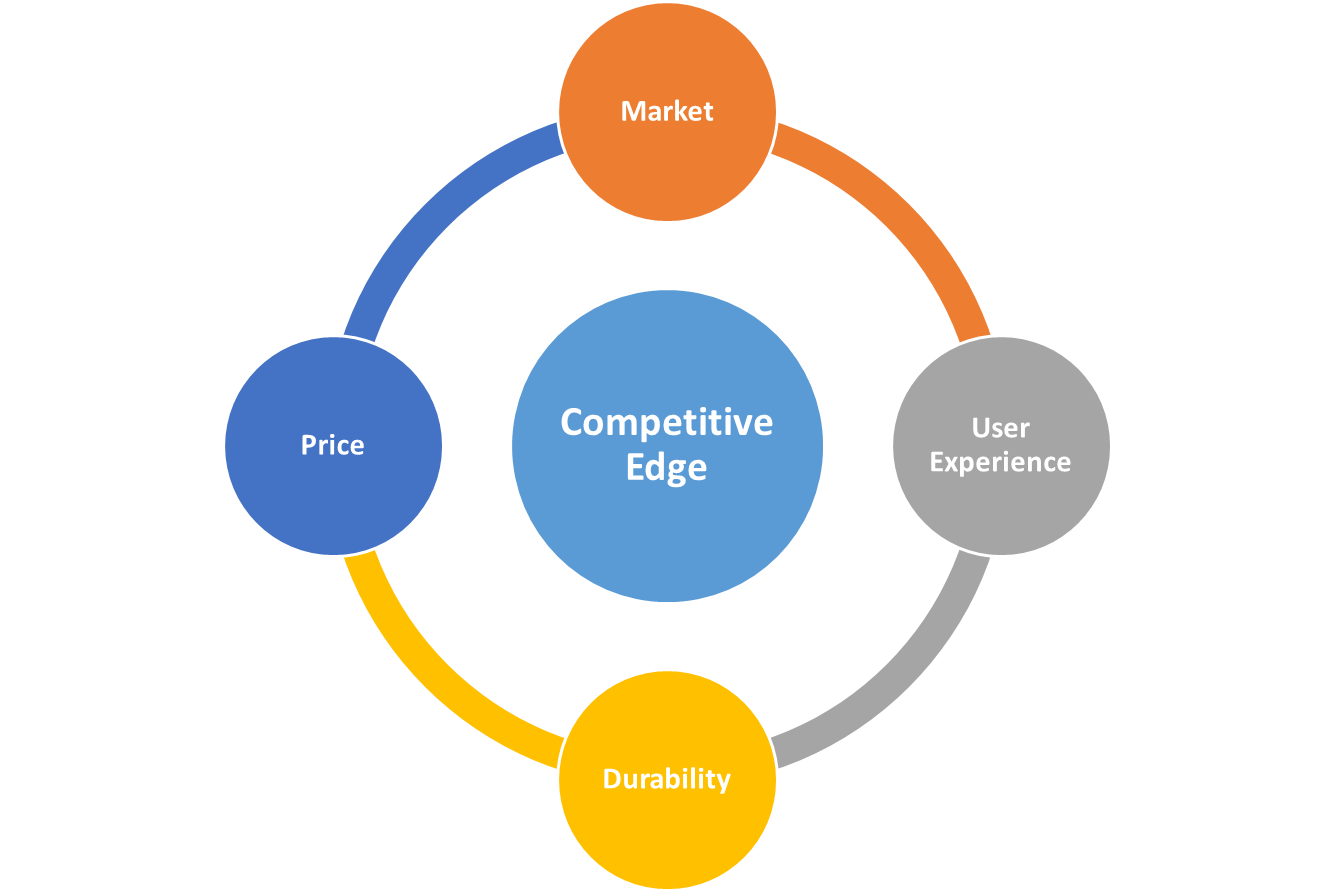 Market
Price
Competitive
Edge
User
Experience
Durability